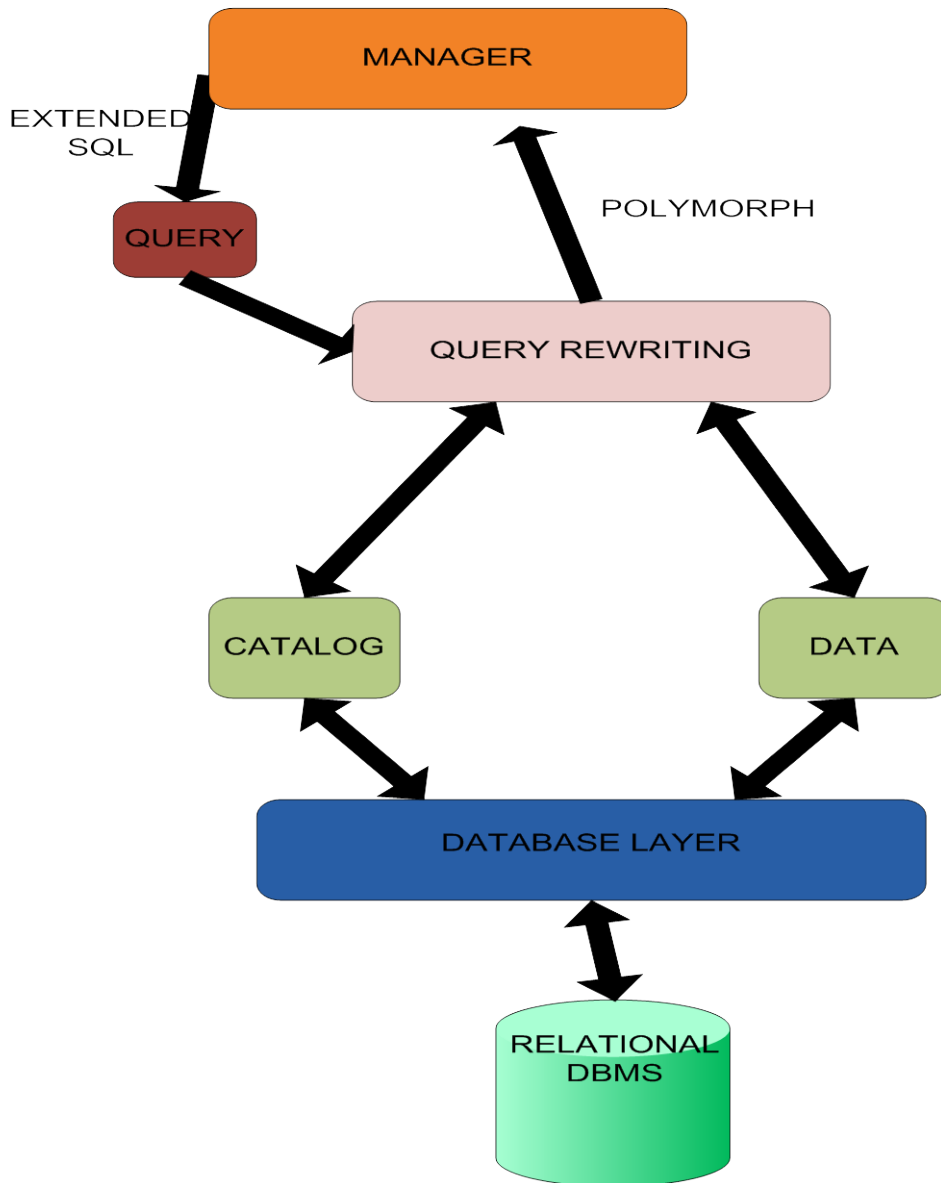 MANAGER
EXTENDED
SQL
QUERY
POLYMORPH
QUERY REWRITING
CATALOG
DATA
DATABASE LAYER
RELATIONAL
DBMS